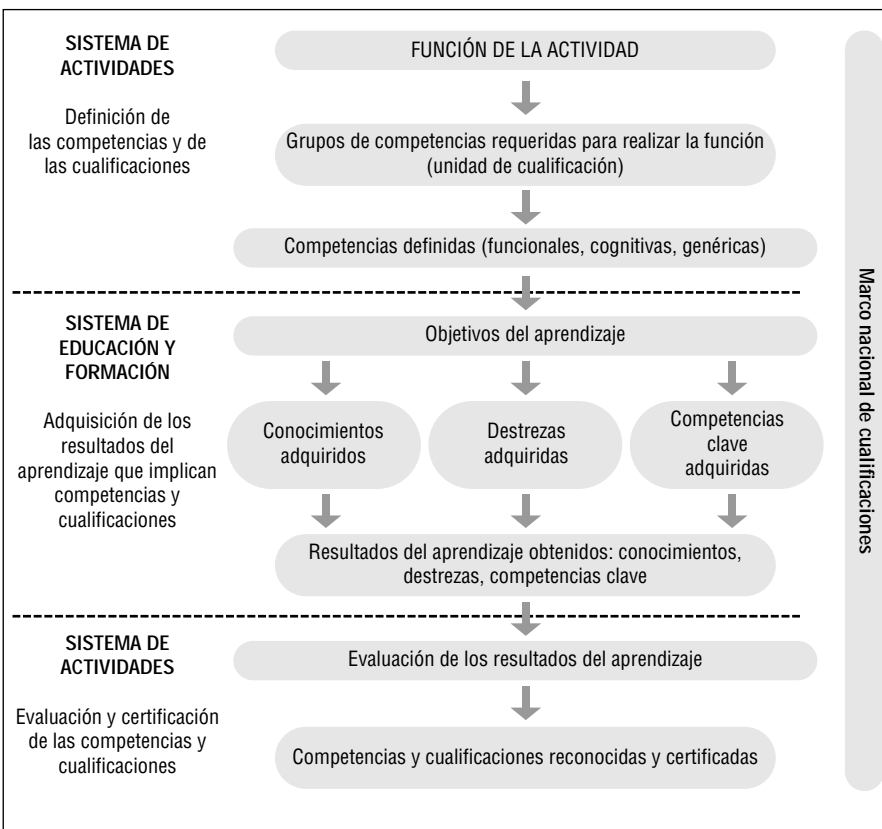 SISTEMA DE
ACTIVIDADES
Definición de
las competencias y de
las cualificaciones
FUNCIÓN DE LA ACTIVIDAD
Grupos de competencias requeridas para realizar la función
(unidad de cualificación)
Competencias definidas (funcionales, cognitivas, genéricas)
SISTEMA DE
EDUCACIÓN Y
FORMACIÓN
Adquisición de los
resultados del
aprendizaje que implican
competencias y
cualificaciones
Objetivos del aprendizaje
Conocimientos
adquiridos
Destrezas
adquiridas
Competencias
clave
adquiridas
Resultados del aprendizaje obtenidos: conocimientos,
destrezas, competencias clave
SISTEMA DE
ACTIVIDADES
Evaluación y certificación
de las competencias y
cualificaciones
Evaluación de los resultados del aprendizaje
Competencias y cualificaciones reconocidas y certificadas
Marco nacional de cualificaciones